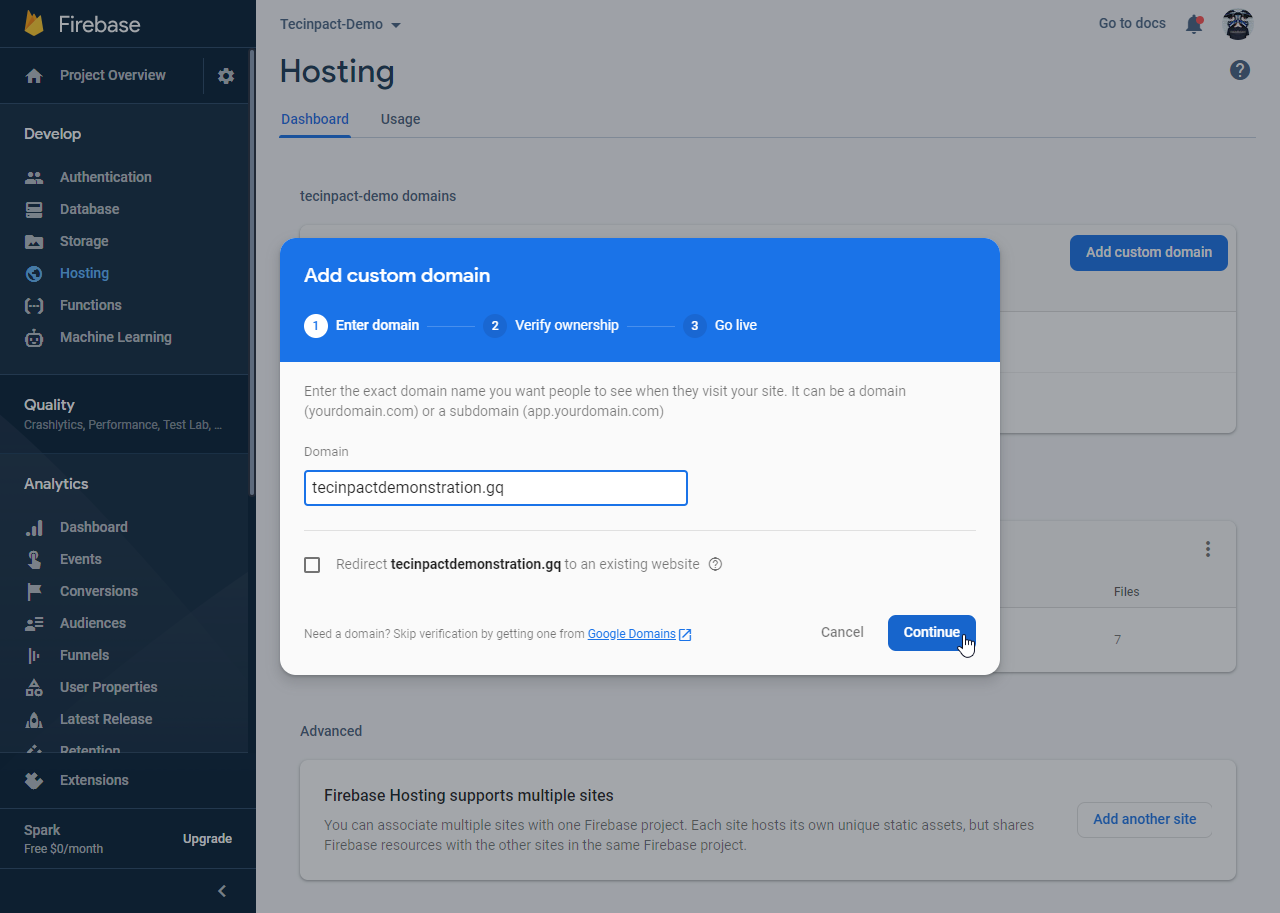 Firebase
Project Overview
Develop
Authentication
Database
Storage
Hosting
Functions
Machine Learning
Quality
Crashlytics, Performance, Test Lab, ...
Analytics
Dashboard
Events
Conversions
Audiences
Funnels
User Properties
Latest Release
Retention
Extensions
Spark
Free $0/month
Upgrade
Tecinpact-Demo
Go to docs
Hosting
Dashboard
Usage
tecinpact-demo domains
Add custom domain
Add custom domain
1 Enter domain
2 Verify ownership
3 Go live
Enter the exact domain name you want people to see when they visit your site. It can be a domain
(yourdomain.com) or a subdomain (app.yourdomain.com)
Domain
tecinpactdemonstration.gq
Redirect tecinpactdemonstration.gq to an existing website
Need a domain? Skip verification by getting one from Google Domains
Cancel
Continue
Files
7
Advanced
Firebase Hosting supports multiple sites
You can associate multiple sites with one Firebase project. Each site hosts its own unique static assets, but shares
Firebase resources with the other sites in the same Firebase project.
Add another site